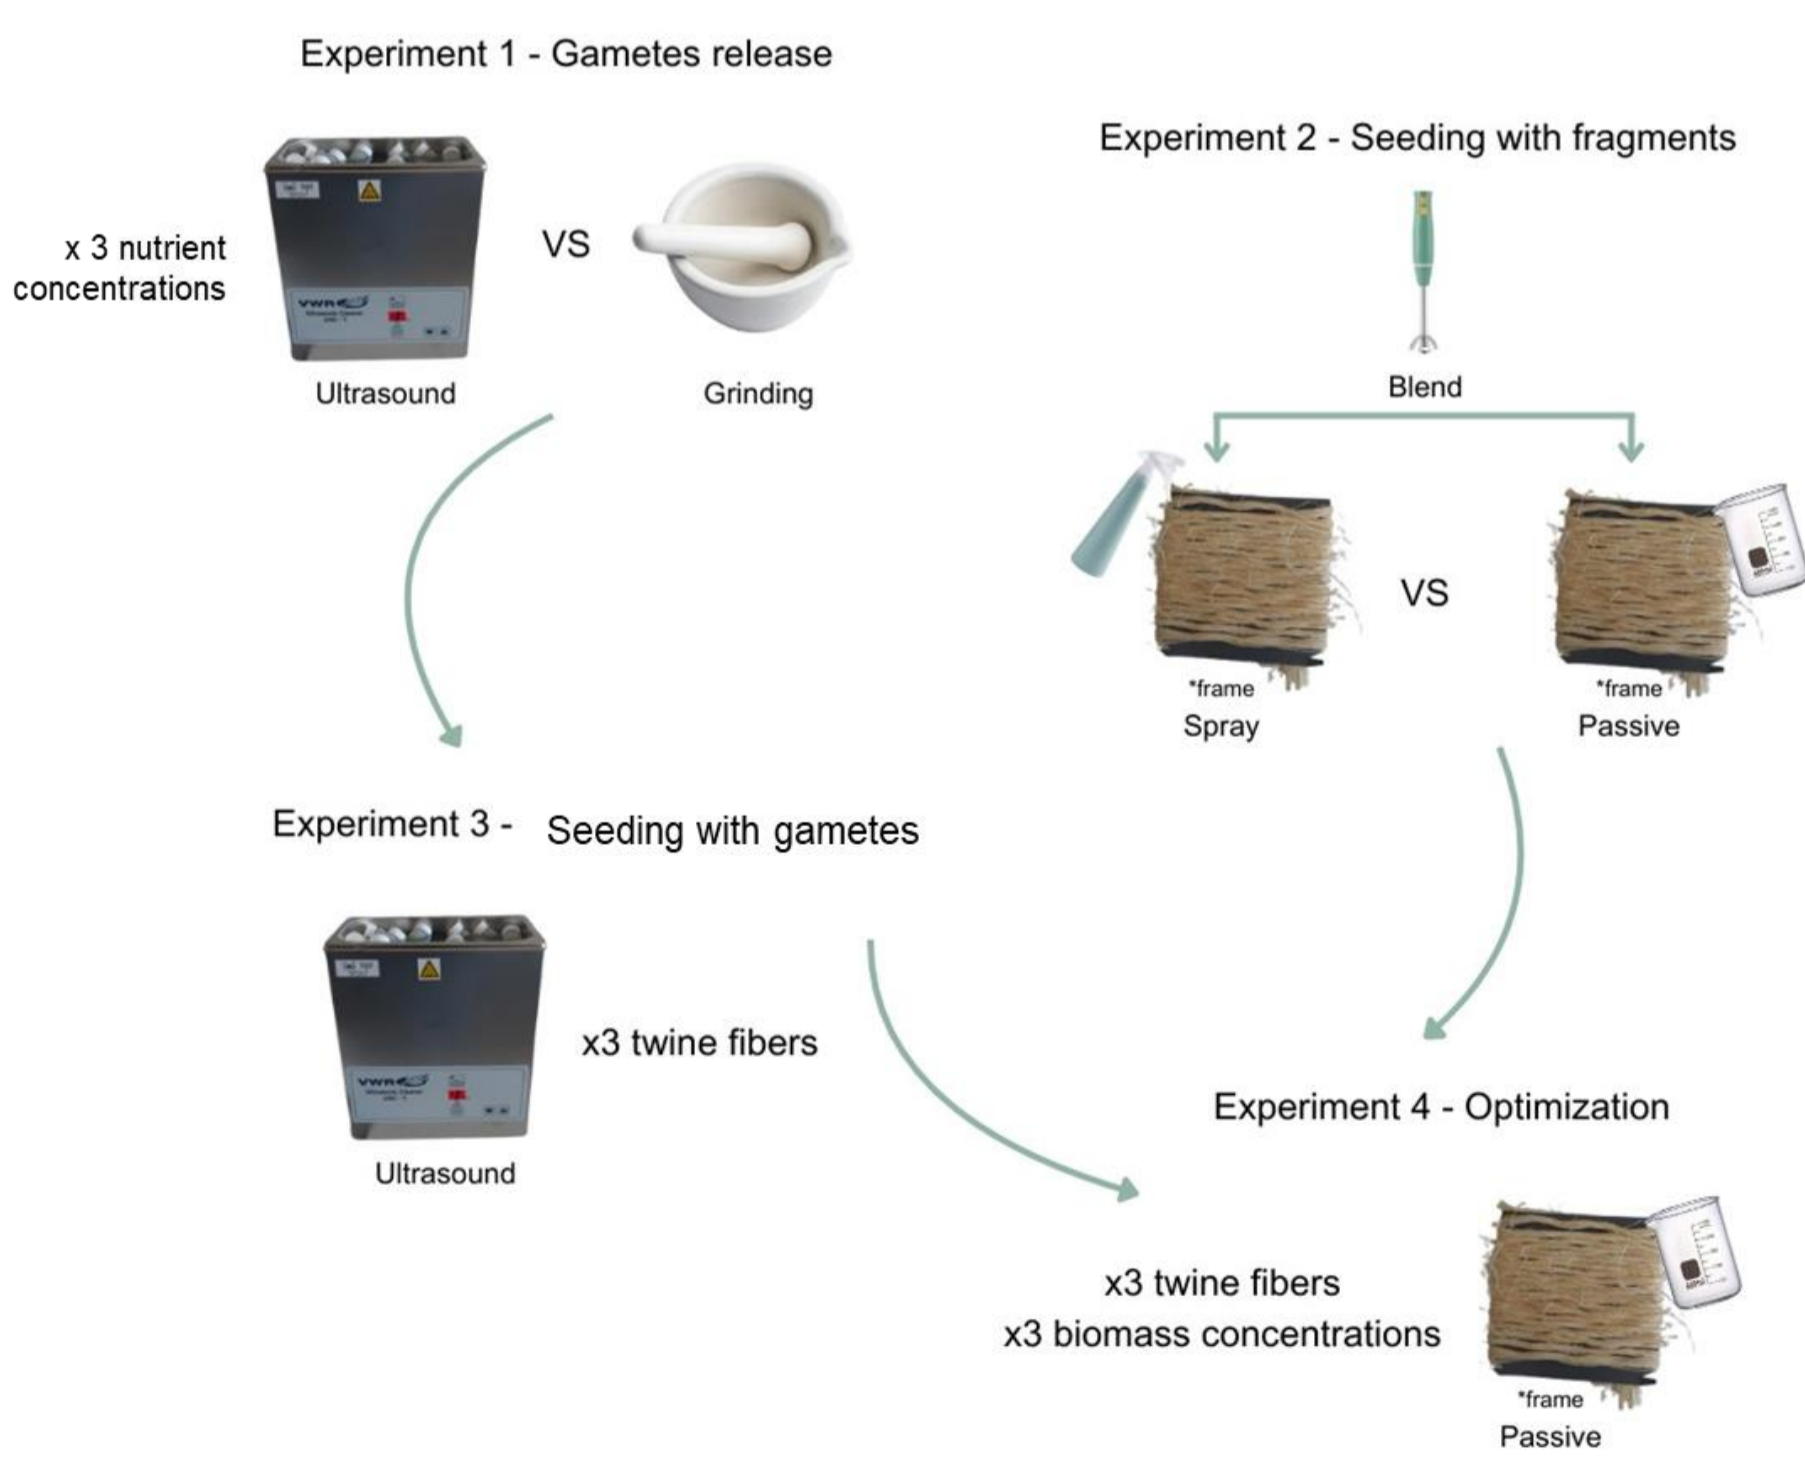 Experiment 1 - Gametes release
x 3 nutrient
concentrations
VWR
VS
Ultrasound
Grinding
Experiment 2 - Seeding with fragments
Blend
VS
*frame
Spray
*frame
Passive
Experiment 3 - Seeding with gametes
VWR
x3 twine fibers
Ultrasound
Experiment 4 - Optimization
x3 twine fibers
x3 biomass concentrations
*frame
Passive